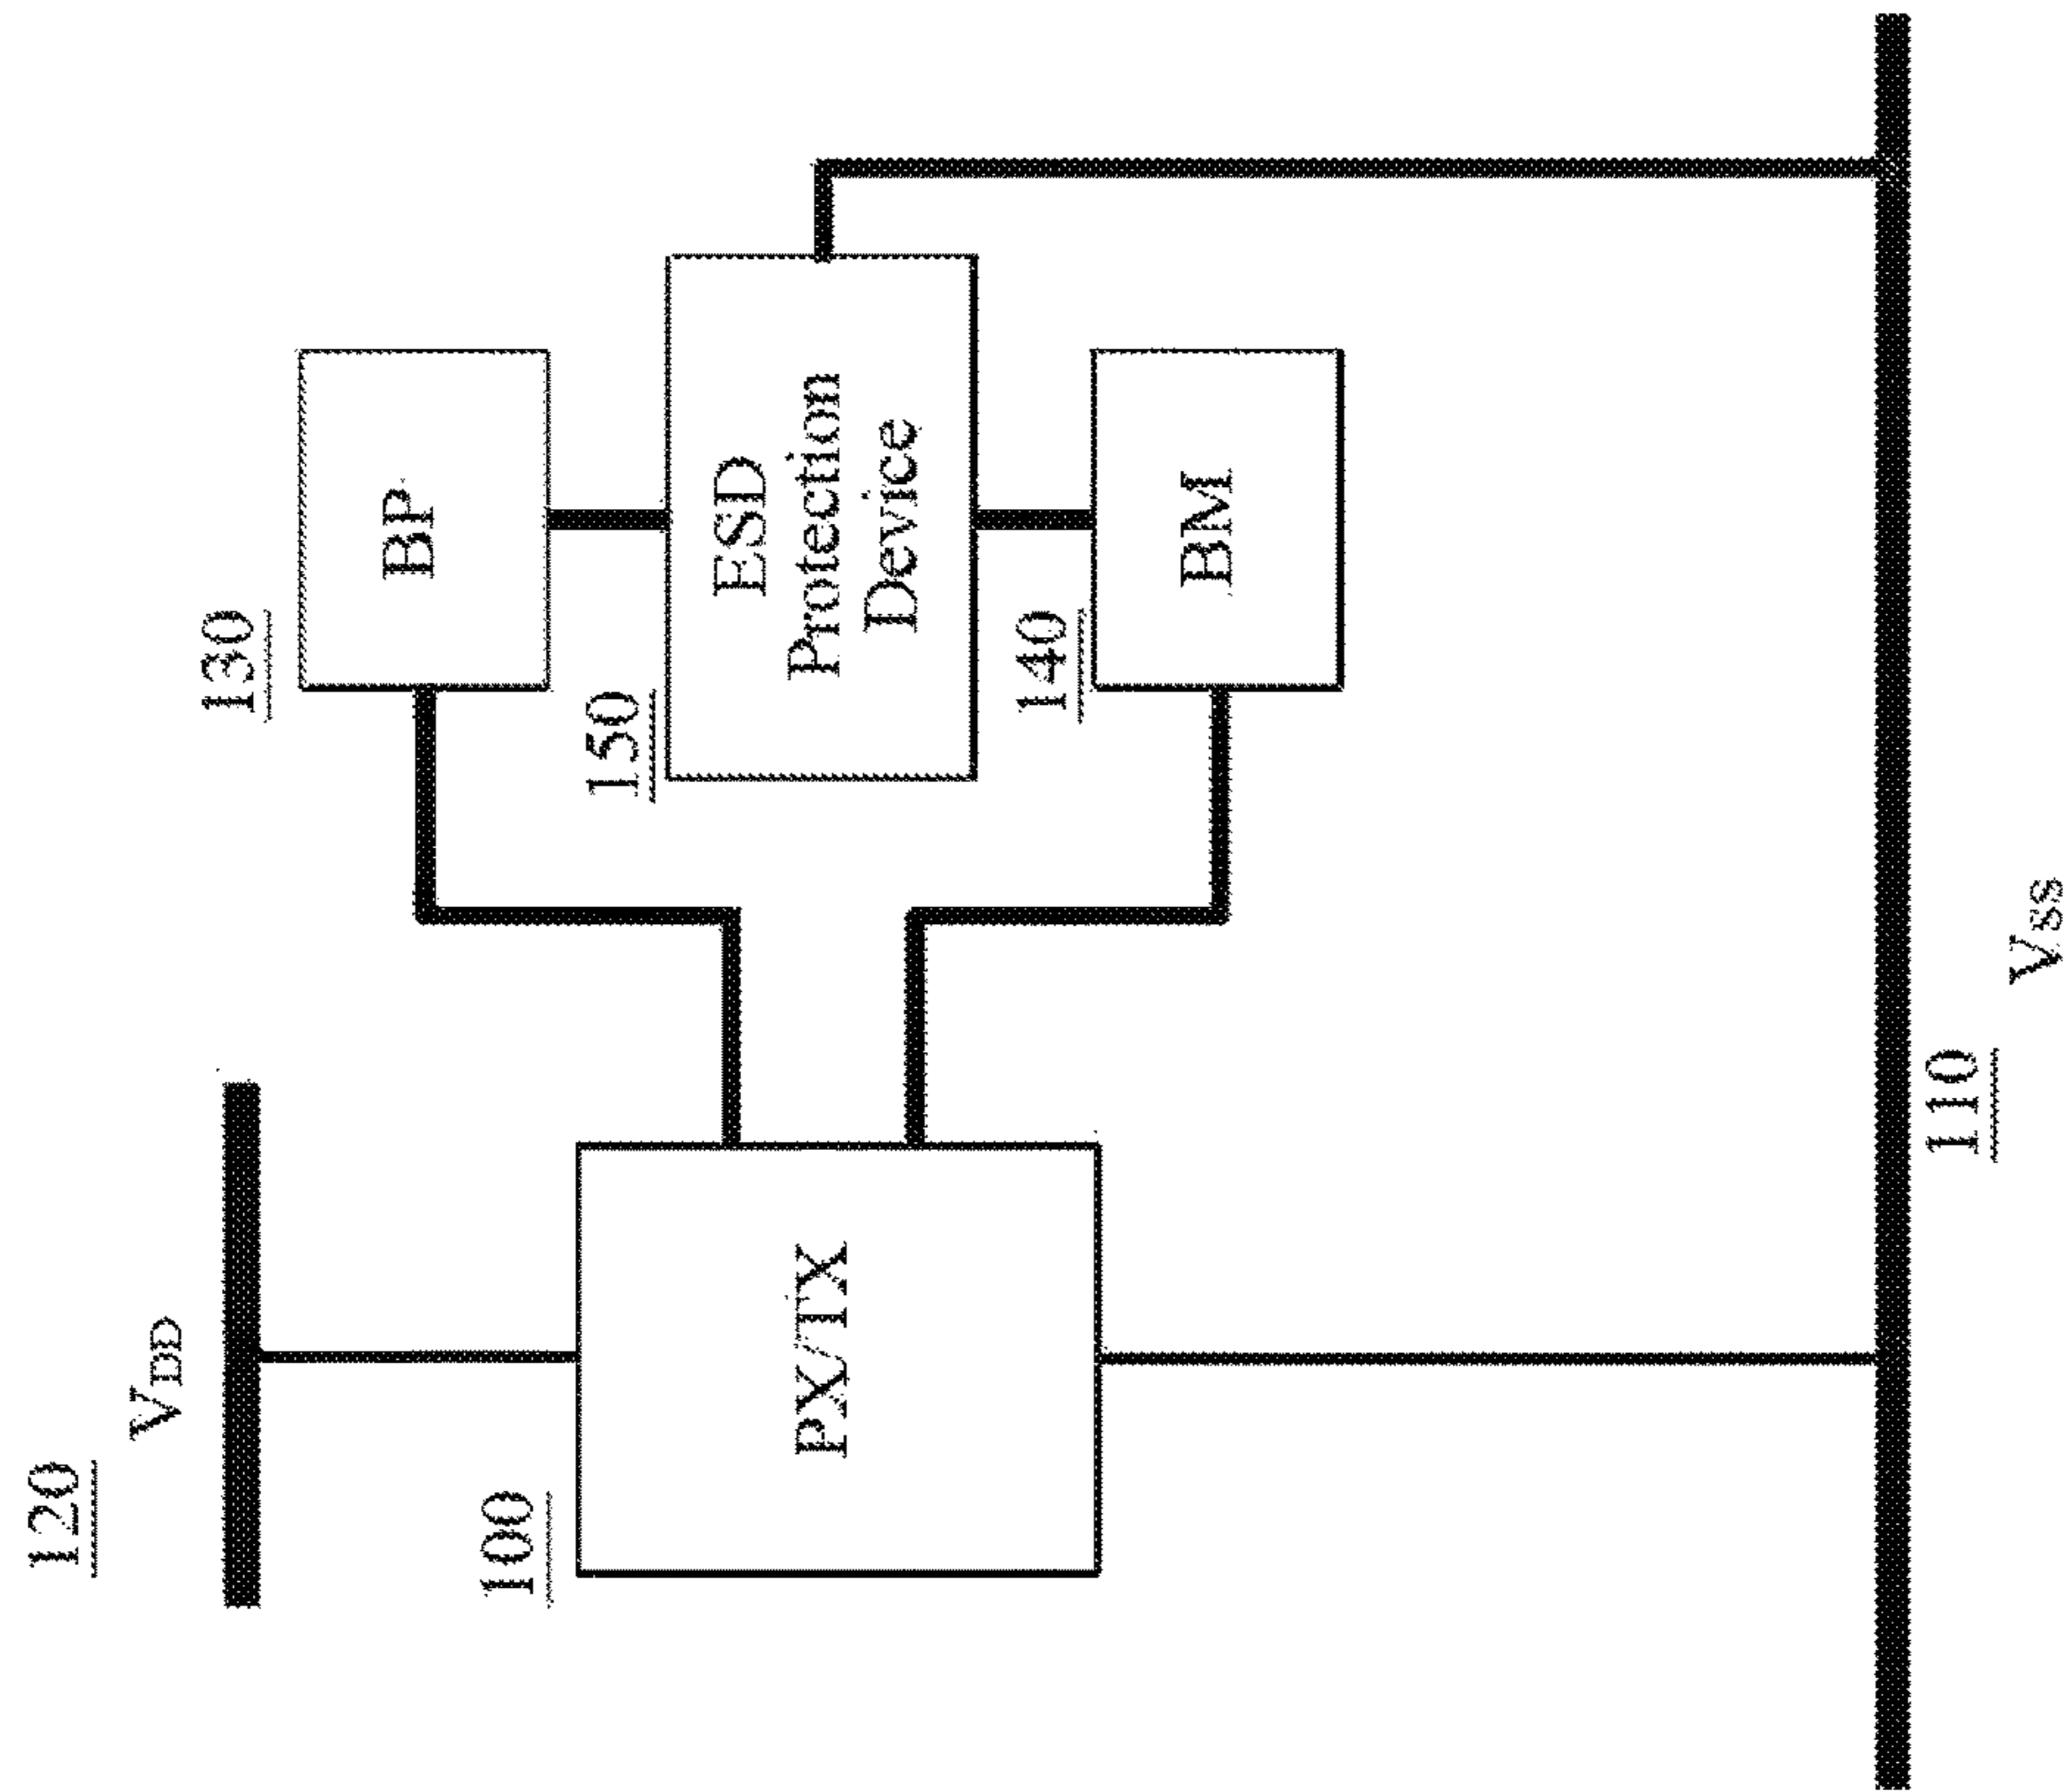 120
VDD
130
BP
100
PX/TX
150
ESD
Protection
Device
140
BM
110
VSS